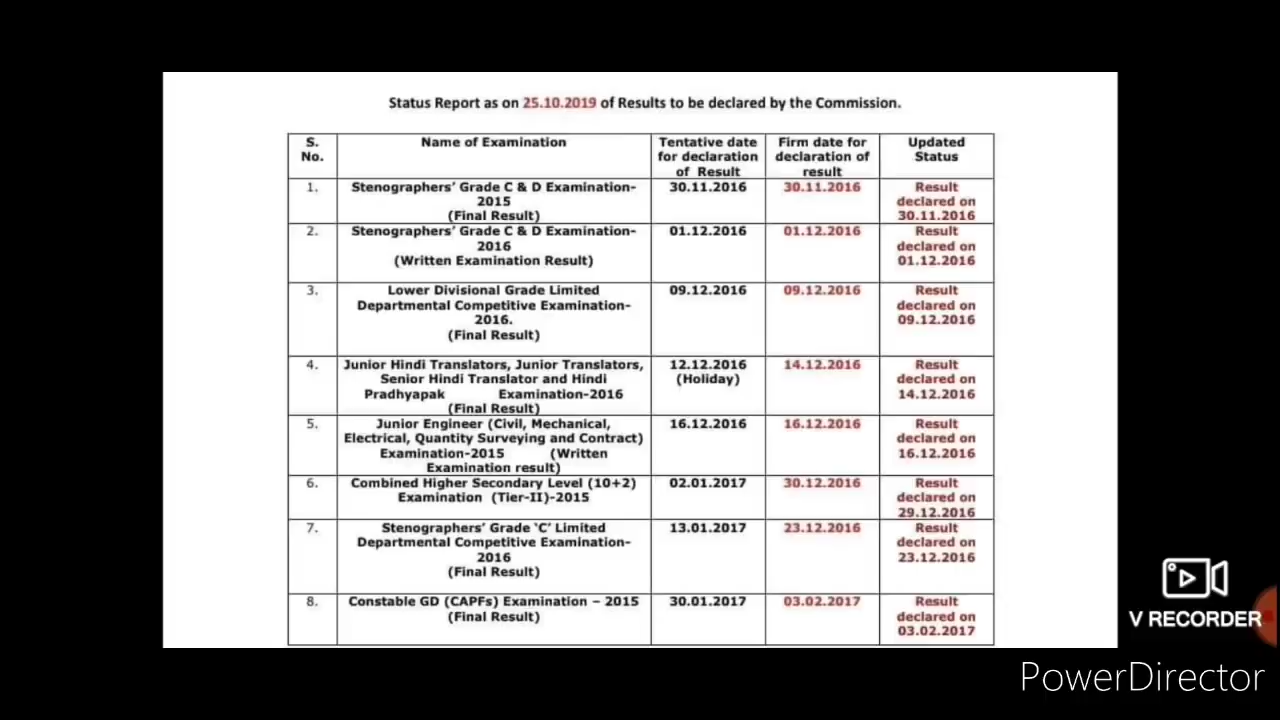 Status Report as on 25.10.2019 of Results to be declared by the Commission.
S. No. Name of Examination Tentative date for declaration of Result Firm date for declaration of result Updated Status
1. Stenographers' Grade C & D Examination- 30.11.2016 30.11.2016 Result
2015 declared on
(Final Result) 30.11.2016
2. Stenographers' Grade C & D Examination- 01.12.2016 01.12.2016 Result
2016 declared on
(Written Examination Result) 01.12.2016
3. Lower Divisional Grade Limited 09.12.2016 09.12.2016 Result
Departmental Competitive Examination- declared on
2016. 09.12.2016
(Final Result)
4. Junior Hindi Translators, Junior Translators, 12.12.2016 14.12.2016 Result
Senior Hindi Translator and Hindi (Holiday) declared on
Pradhyapak Examination-2016 14.12.2016
(Final Result)
5. Junior Engineer (Civil, Mechanical, 16.12.2016 16.12.2016 Result
Electrical, Quantity Surveying and Contract) declared on
Examination-2015 (Written 16.12.2016
Examination result)
6. Combined Higher Secondary Level (10+2) 02.01.2017 30.12.2016 Result
Examination (Tier-II)-2015 declared on
29.12.2016
7. Stenographers' Grade 'C' Limited 13.01.2017 23.12.2016 Result
Departmental Competitive Examination- declared on
2016 23.12.2016
(Final Result)
8. Constable GD (CAPFs) Examination – 2015 30.01.2017 03.02.2017 Result
(Final Result) declared on
03.02.2017
V RECORDER
PowerDirector